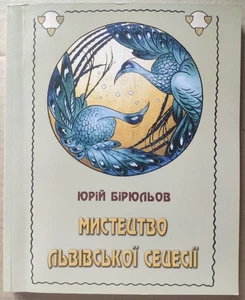 ЮРІЙ БІРЮЛЬОВ
МИСТЕЦТВО
ЛЬВІВСЬКОЇ СЕЦЕСІЇ